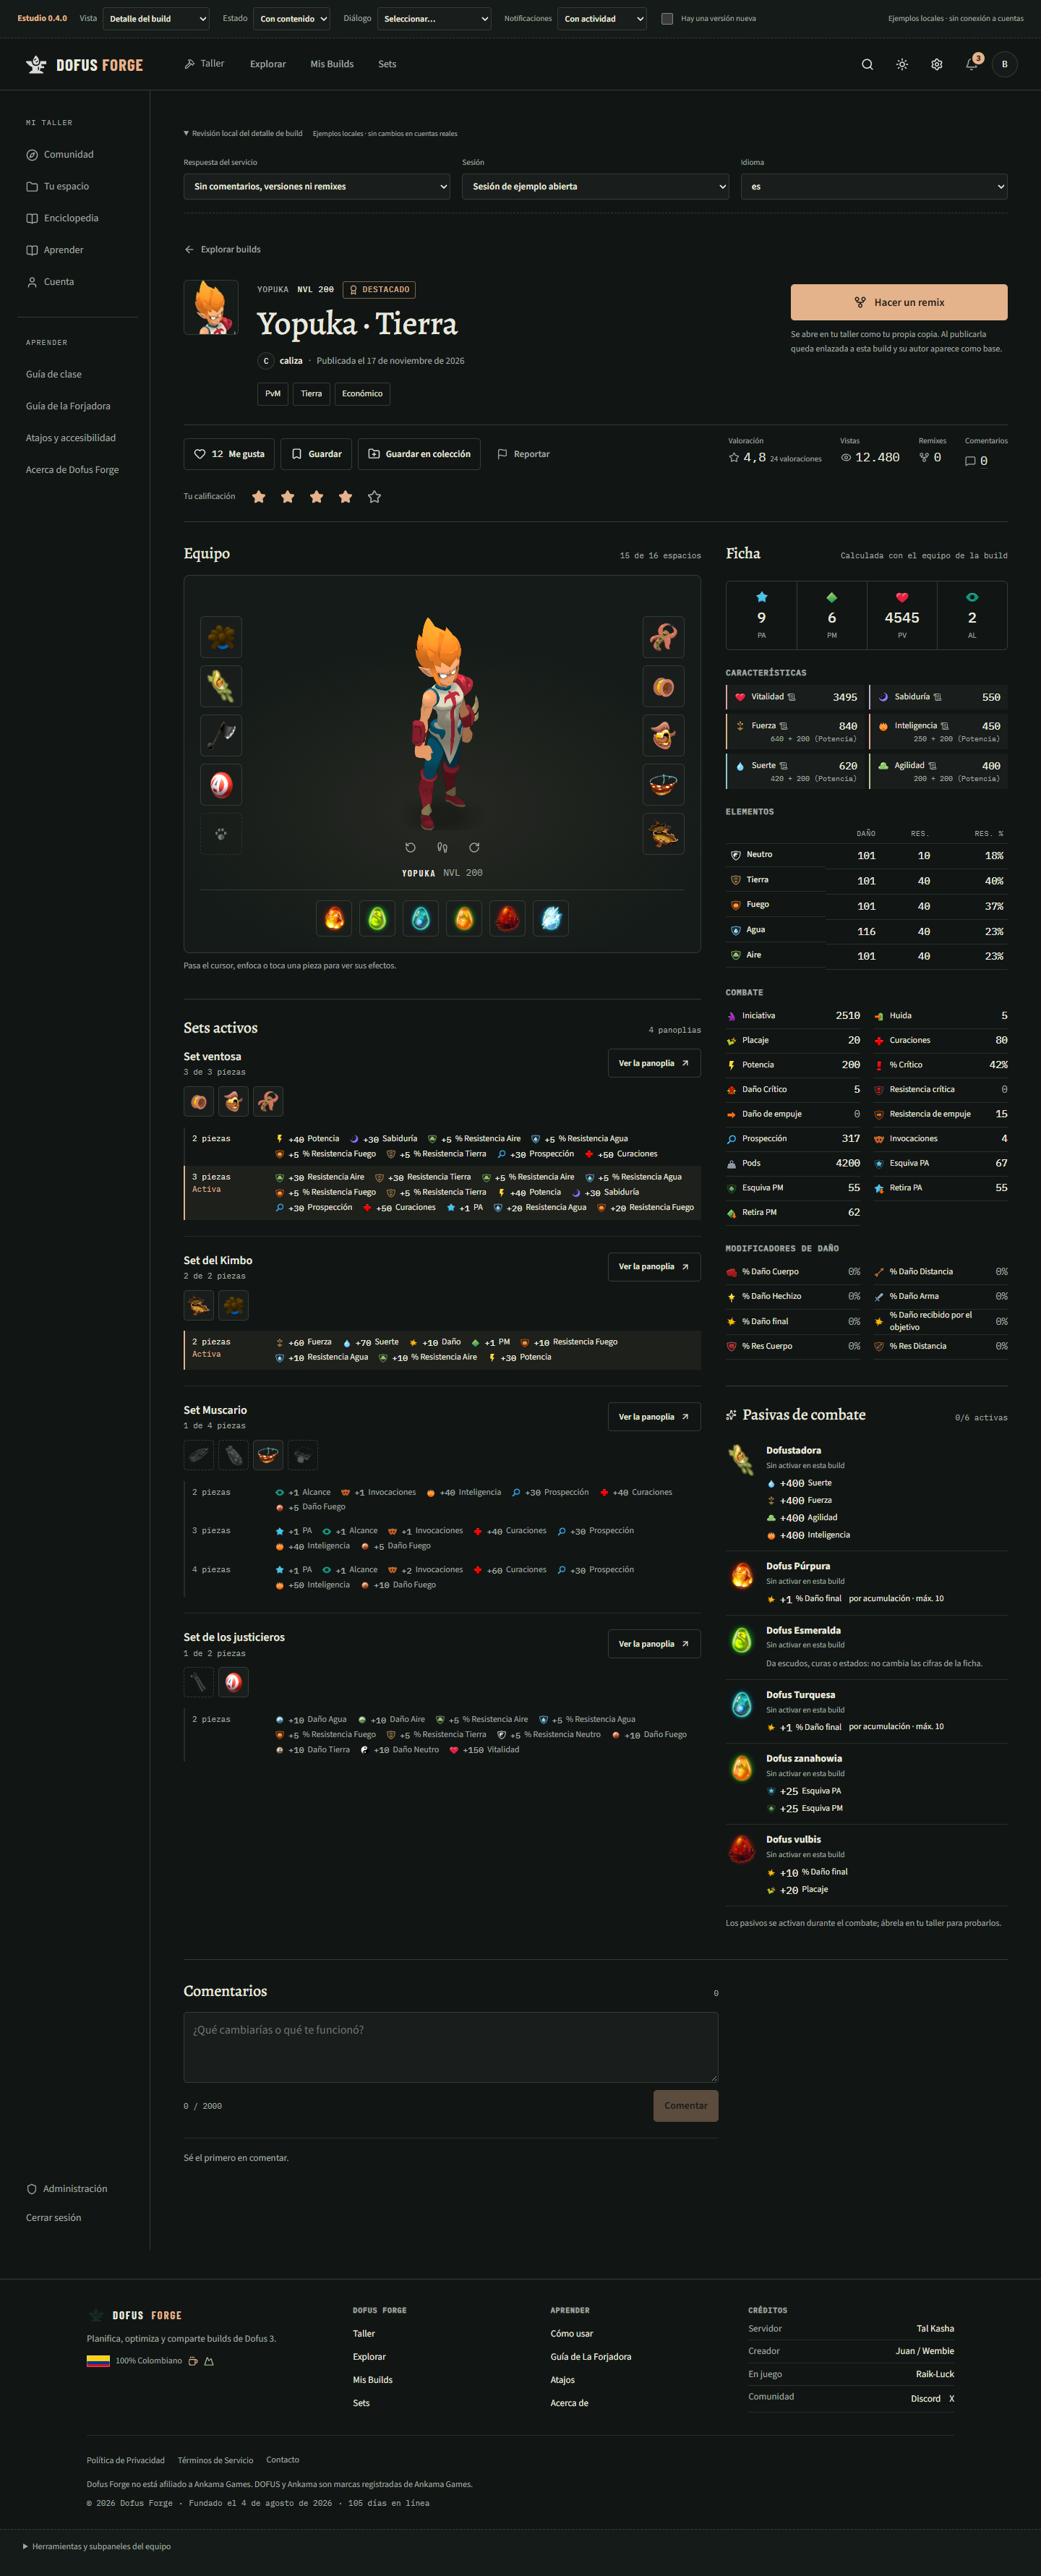 Estudio 0.4.0 Vista Detalle del build Estado Con contenido Diálogo Seleccionar... Notificaciones Con actividad Hay una versión nueva Ejemplos locales · sin conexión a cuentas
DOFUS FORGE Taller Explorar Mis Builds Sets 3 B
MI TALLER
Comunidad
Tu espacio
Enciclopedia
Aprender
Cuenta
APRENDER
Guía de clase
Guía de la Forjadora
Atajos y accesibilidad
Acerca de Dofus Forge
Administración
Cerrar sesión
Revisión local del detalle de build Ejemplos locales · sin cambios en cuentas reales
Respuesta del servicio Sesión Idioma
Sin comentarios, versiones ni remixes Sesión de ejemplo abierta es
Explorar builds
YOPUKA NVL 200 DESTACADO
Yopuka · Tierra
C caliza · Publicada el 17 de noviembre de 2026
PvM Tierra Económico
Hacer un remix
Se abre en tu taller como tu propia copia. Al publicarla
queda enlazada a esta build y su autor aparece como base.
12 Me gusta Guardar Guardar en colección Reportar
Valoración Vistas Remixes Comentarios
4,8 24 valoraciones 12.480 0 0
Tu calificación
Equipo 15 de 16 espacios
YOPUKA NVL 200
Pasa el cursor, enfoca o toca una pieza para ver sus efectos.
Sets activos 4 panoplias
Set ventosa Ver la panoplia
3 de 3 piezas
2 piezas +40 Potencia +30 Sabiduría +5 % Resistencia Aire +5 % Resistencia Agua
+5 % Resistencia Fuego +5 % Resistencia Tierra +30 Prospección +50 Curaciones
3 piezas +30 Resistencia Aire +30 Resistencia Tierra +5 % Resistencia Aire +5 % Resistencia Agua
Activa +5 % Resistencia Fuego +5 % Resistencia Tierra +40 Potencia +30 Sabiduría
+30 Prospección +50 Curaciones +1 PA +20 Resistencia Agua +20 Resistencia Fuego
Set del Kimbo Ver la panoplia
2 de 2 piezas
2 piezas +60 Fuerza +70 Suerte +10 Daño +1 PM +10 Resistencia Fuego
Activa +10 Resistencia Agua +10 % Resistencia Aire +30 Potencia
Set Muscario Ver la panoplia
1 de 4 piezas
2 piezas +1 Alcance +1 Invocaciones +40 Inteligencia +30 Prospección +40 Curaciones
+5 Daño Fuego
3 piezas +1 PA +1 Alcance +1 Invocaciones +40 Curaciones +30 Prospección
+40 Inteligencia +5 Daño Fuego
4 piezas +1 PA +1 Alcance +2 Invocaciones +60 Curaciones +30 Prospección
+50 Inteligencia +10 Daño Fuego
Set de los justicieros Ver la panoplia
1 de 2 piezas
2 piezas +10 Daño Agua +10 Daño Aire +5 % Resistencia Aire +5 % Resistencia Agua
+5 % Resistencia Fuego +5 % Resistencia Tierra +5 % Resistencia Neutro +10 Daño Fuego
+10 Daño Tierra +10 Daño Neutro +150 Vitalidad
Ficha Calculada con el equipo de la build
9 6 4545 2
PA PM PV AL
CARACTERÍSTICAS
Vitalidad 3495 Sabiduría 550
Fuerza 840 Inteligencia 450
640 + 200 (Potencia) 250 + 200 (Potencia)
Suerte 620 Agilidad 400
420 + 200 (Potencia) 200 + 200 (Potencia)
ELEMENTOS
DAÑO RES. RES. %
Neutro 101 10 18%
Tierra 101 40 40%
Fuego 101 40 37%
Agua 116 40 23%
Aire 101 40 23%
COMBATE
Iniciativa 2510 Huida 5
Placaje 20 Curaciones 80
Potencia 200 % Crítico 42%
Daño Crítico 5 Resistencia crítica 0
Daño de empuje 0 Resistencia de empuje 15
Prospección 317 Invocaciones 4
Pods 4200 Esquiva PA 67
Esquiva PM 55 Retira PA 55
Retira PM 62
MODIFICADORES DE DAÑO
% Daño Cuerpo 0% % Daño Distancia 0%
% Daño Hechizo 0% % Daño Arma 0%
% Daño final 0% % Daño recibido por el objetivo 0%
% Res Cuerpo 0% % Res Distancia 0%
Pasivas de combate 0/6 activas
Dofustadora
Sin activar en esta build
+400 Suerte
+400 Fuerza
+400 Agilidad
+400 Inteligencia
Dofus Púrpura
Sin activar en esta build
+1 % Daño final por acumulación · máx. 10
Dofus Esmeralda
Sin activar en esta build
Da escudos, curas o estados: no cambia las cifras de la ficha.
Dofus Turquesa
Sin activar en esta build
+1 % Daño final por acumulación · máx. 10
Dofus zanahowia
Sin activar en esta build
+25 Esquiva PA
+25 Esquiva PM
Dofus vulbis
Sin activar en esta build
+10 % Daño final
+20 Placaje
Los pasivos se activan durante el combate; ábrela en tu taller para probarlos.
Comentarios 0
¿Qué cambiarías o qué te funcionó?
0 / 2000 Comentar
Sé el primero en comentar.
DOFUS FORGE
Planifica, optimiza y comparte builds de Dofus 3.
100% Colombiano
DOFUS FORGE
Taller
Explorar
Mis Builds
Sets
APRENDER
Cómo usar
Guía de La Forjadora
Atajos
Acerca de
CRÉDITOS
Servidor Tal Kasha
Creador Juan / Wembie
En juego Raik-Luck
Comunidad Discord X
Política de Privacidad Términos de Servicio Contacto
Dofus Forge no está afiliado a Ankama Games. DOFUS y Ankama son marcas registradas de Ankama Games.
© 2026 Dofus Forge · Fundado el 4 de agosto de 2026 · 105 días en línea
Herramientas y subpaneles del equipo